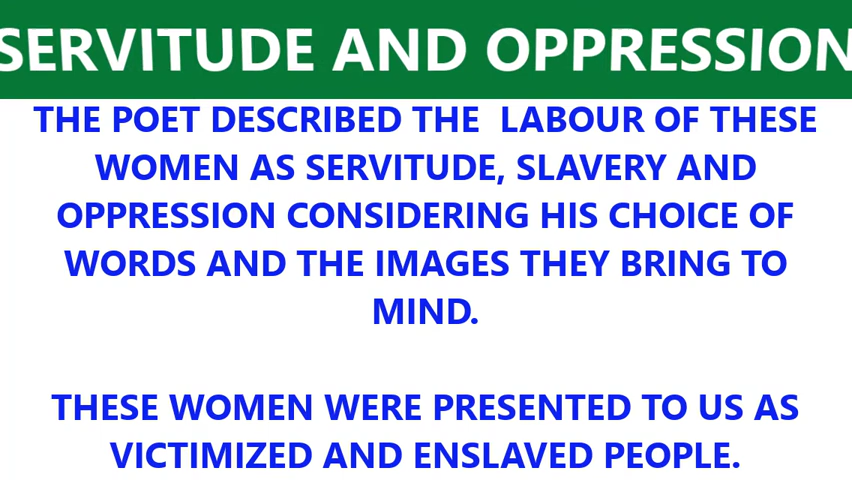 SERVITUDE AND OPPRESSION
THE POET DESCRIBED THE LABOUR OF THESE
WOMEN AS SERVITUDE, SLAVERY AND
OPPRESSION CONSIDERING HIS CHOICE OF
WORDS AND THE IMAGES THEY BRING TO
MIND.
THESE WOMEN WERE PRESENTED TO US AS
VICTIMIZED AND ENSLAVED PEOPLE.